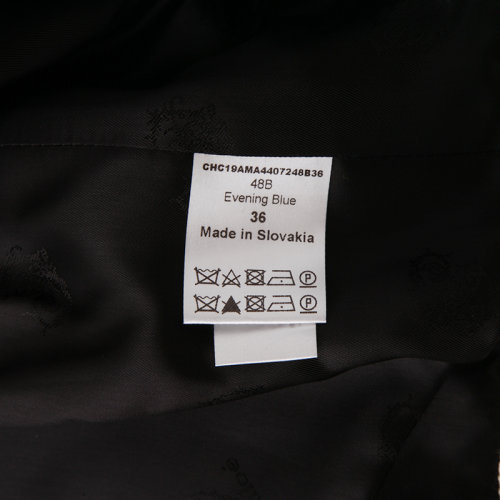 CHC19AMA4407248B36
48B
Evening Blue
36
Made in Slovakia
P
P